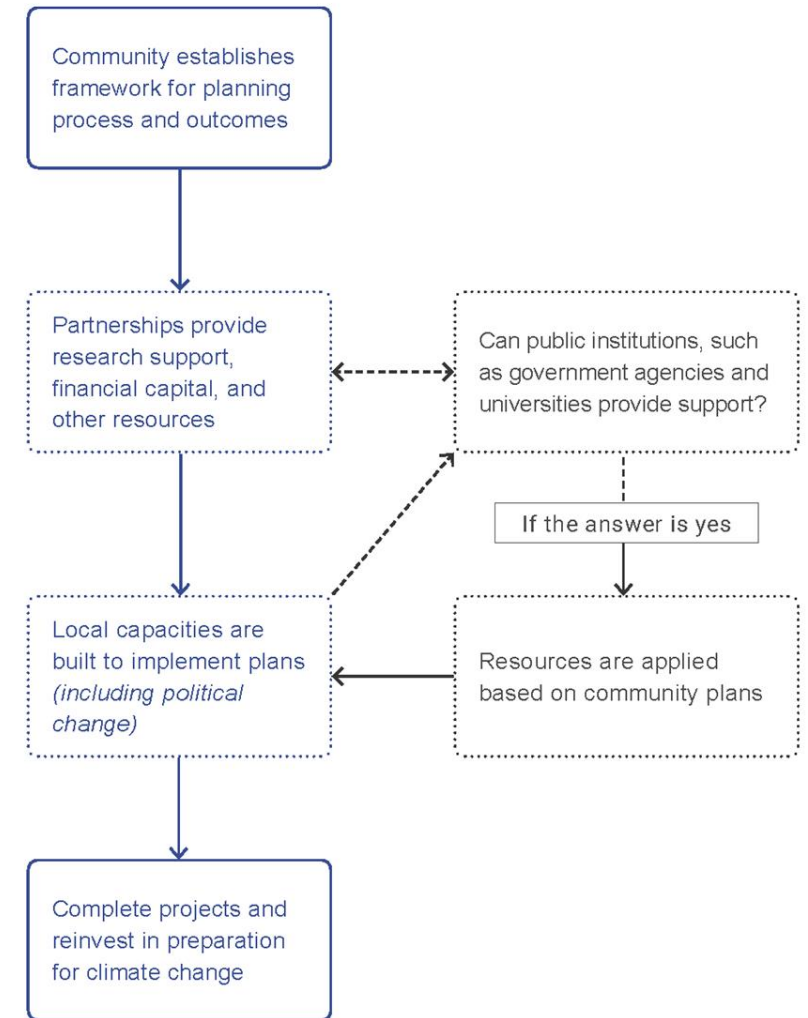 Community establishes
framework for planning
process and outcomes
Partnerships provide
research support,
financial capital, and
other resources
Can public institutions, such
as government agencies and
universities provide support?
If the answer is yes
Local capacities are
built to implement plans
(including political
change)
Resources are applied
based on community plans
Complete projects and
reinvest in preparation
for climate change